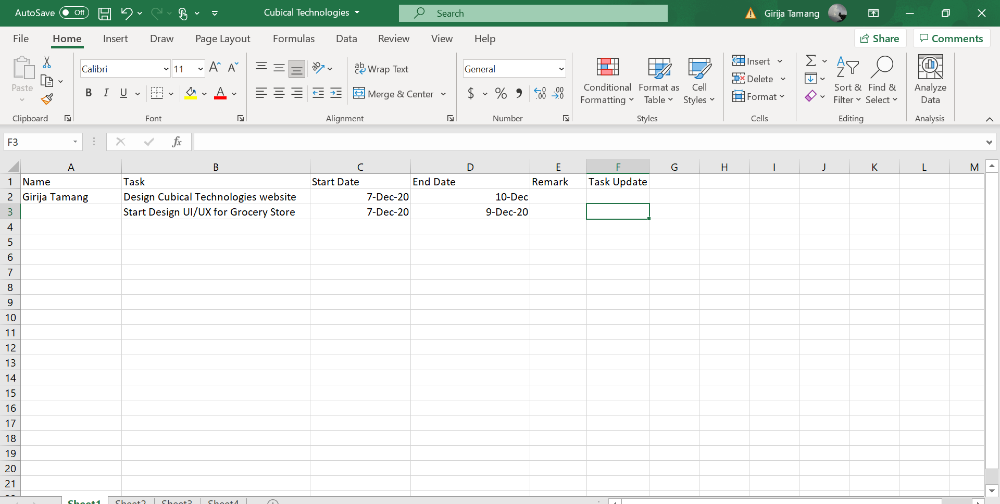 AutoSave Off Cubical Technologies Search Girija Tamang
File Home Insert Draw Page Layout Formulas Data Review View Help Share Comments
Paste
Clipboard
Calibri 11
B I U A
Font
ab Wrap Text
Merge & Center
Alignment
General
$ % 9 .00 .00
Number
Conditional Formatting
Format as Table
Cell Styles
Styles
Insert
Delete
Format
Cells
Sort & Filter
Find & Select
Editing
Analyze Data
Analysis
F3 fx
A B C D E F G H I J K L M
1 Name Task Start Date End Date Remark Task Update
2 Girija Tamang Design Cubical Technologies website 7-Dec-20 10-Dec
3 Start Design UI/UX for Grocery Store 7-Dec-20 9-Dec-20
4
5
6
7
8
9
10
11
12
13
14
15
16
17
18
19
20
21
Sheet1 Sheet2 Sheet3 Sheet4